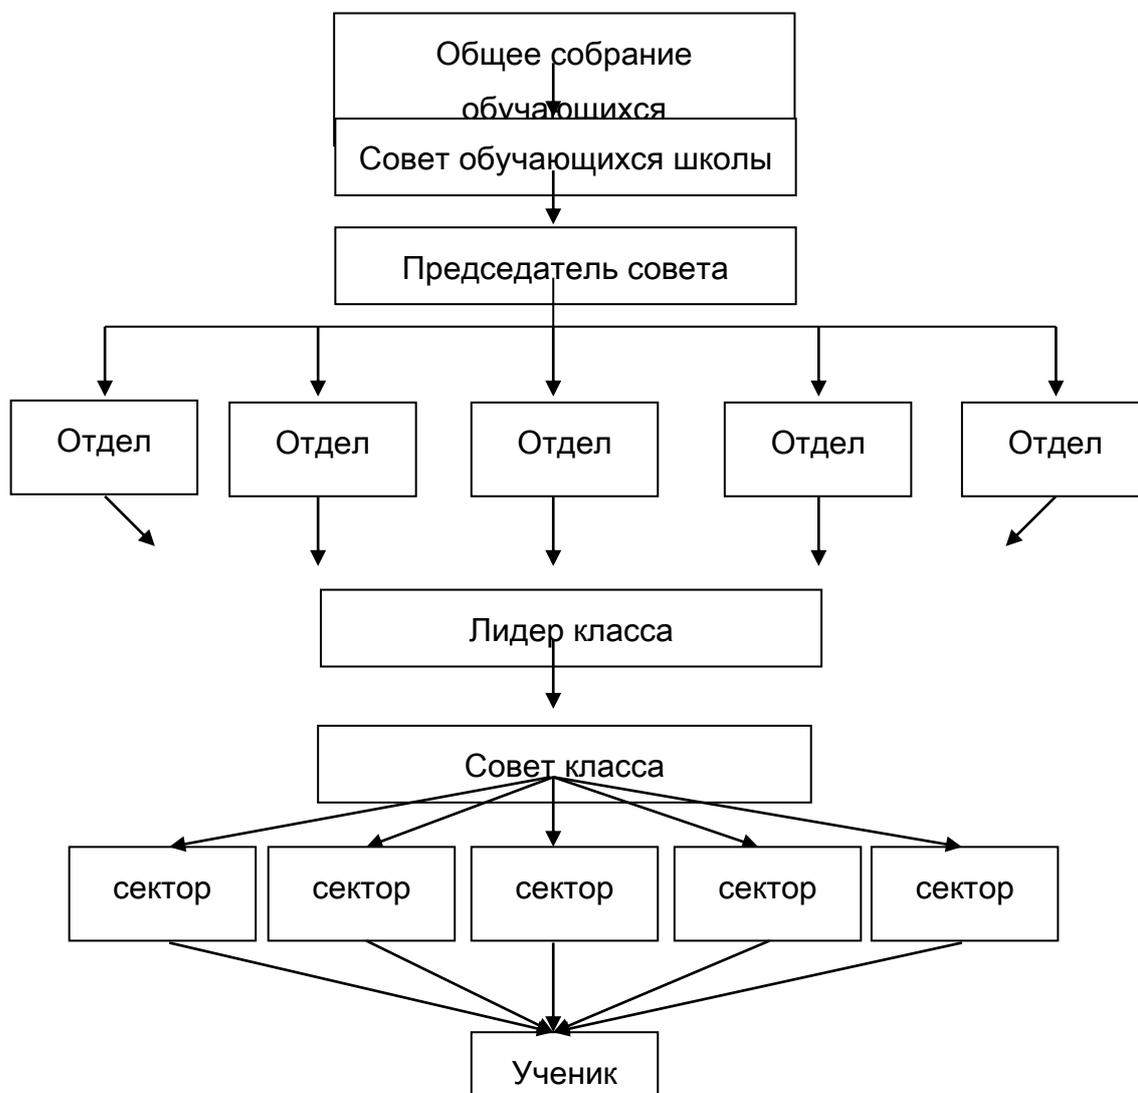 Общее собрание
обучающихся
Совет обучающихся школы
Председатель совета
Отдел
Отдел
Отдел
Отдел
Отдел
Лидер класса
Совет класса
сектор
сектор
сектор
сектор
сектор
Ученик